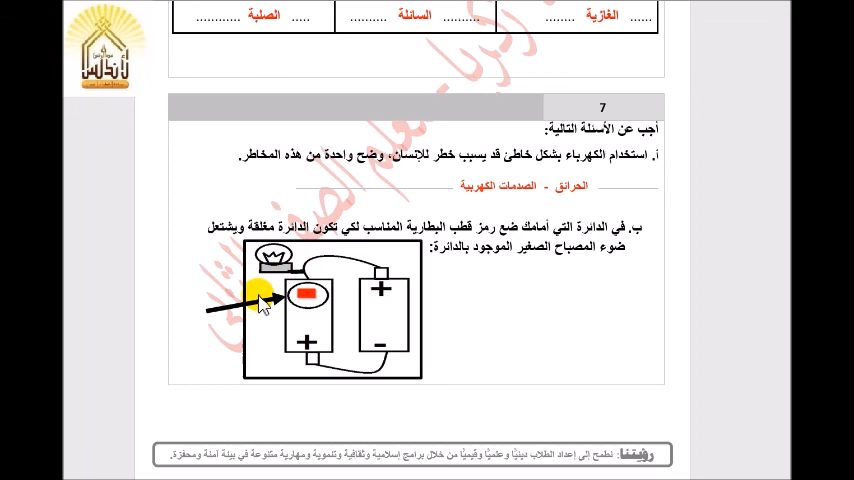 ...... الغازية ........ .......... السائلة .......... ..... الصلبة ............
7
أجب عن الأسئلة التالية:
أ. استخدام الكهرباء بشكل خاطئ قد يسبب خطر للإنسان، وضح واحدة من هذه المخاطر.
الحرائق - الصدمات الكهربية
ب. في الدائرة التي أمامك ضع رمز قطب البطارية المناسب لكي تكون الدائرة مغلقة ويشتعل
ضوء المصباح الصغير الموجود بالدائرة:
+
-
+
-
رؤيتنا: نطمح إلى إعداد الطلاب دينيًا وعلميًا وقيميًا من خلال برامج إسلامية وثقافية وتنموية ومهارية متنوعة في بيئة آمنة ومحفزة.